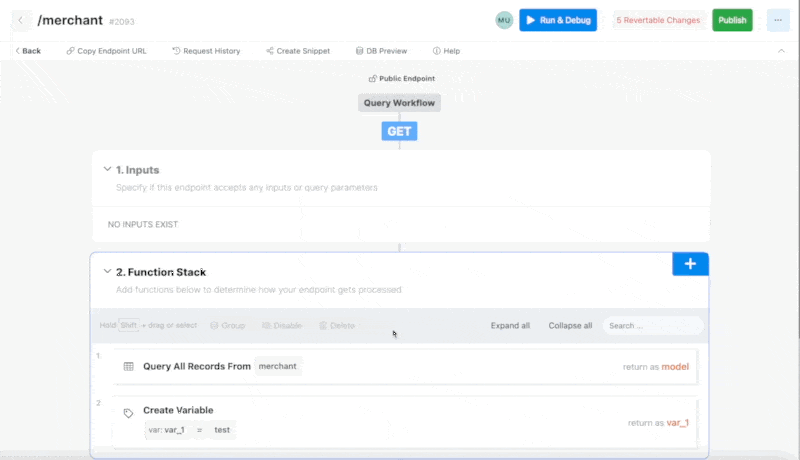 /merchant #2093 MU Run & Debug 5 Revertable Changes Publish ...
Back Copy Endpoint URL Request History Create Snippet DB Preview Help
Public Endpoint
Query Workflow
GET
1. Inputs
Specify if this endpoint accepts any inputs or query parameters
NO INPUTS EXIST
2. Function Stack +
Add functions below to determine how your endpoint gets processed
Hold Shift + drag or select Group Disable Delete Expand all Collapse all Search ...
1.
Query All Records From merchant return as model
2
Create Variable
var: var_1 = test return as var_1